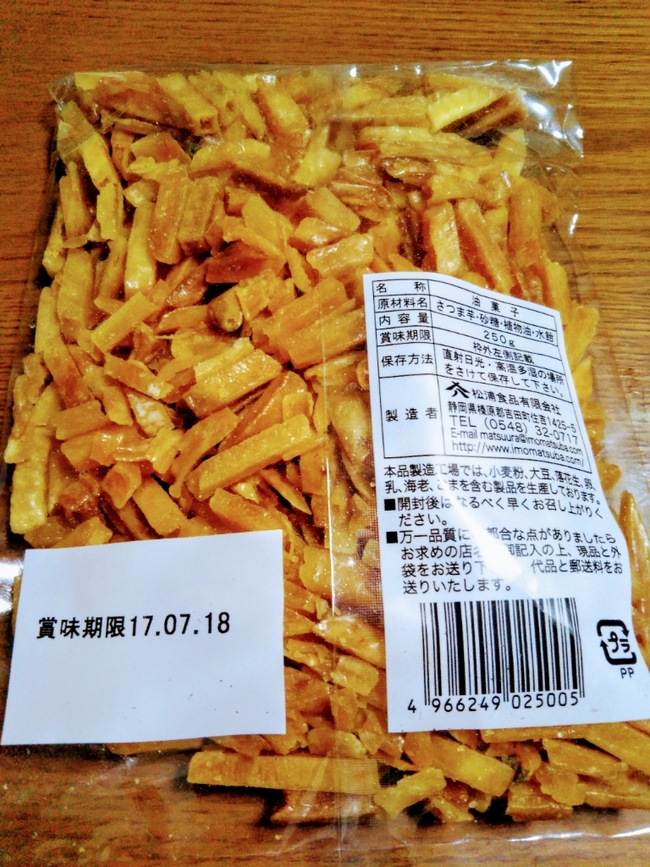 名称 油菓子
原材料名 さつま芋・砂糖・植物油・水飴
内容量 250g
賞味期限 枠外左側記載
保存方法 直射日光・高温多湿の場所
をさけて保存して下さい。
製造者 松浦食品有限会社
静岡県榛原郡吉田町住吉1425-5
TEL (0548) 32-0717
E-mail matsuura@imomatsuba.com
http://www.imomatsuba.com/
本品製造工場では、小麦粉、大豆、落花生、卵、
乳、海老、ごまを含む製品を生産しております。
■開封後はなるべく早くお召し上がりく
ださい。
■万一品質に 都合な点がありましたら
お求めの店名 御記入の上、現品と外
袋をお送り下 代品と郵送料をお
送りいたします。
賞味期限17.07.18
4 966249 025005
プラ
PP